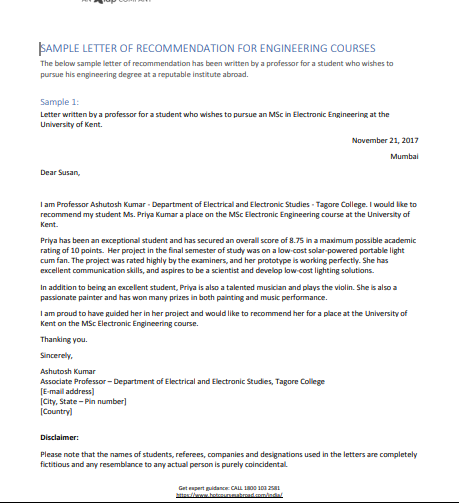 AN IDP COMPANY
SAMPLE LETTER OF RECOMMENDATION FOR ENGINEERING COURSES
The below sample letter of recommendation has been written by a professor for a student who wishes to
pursue his engineering degree at a reputable institute abroad.
Sample 1:
Letter written by a professor for a student who wishes to pursue an MSc in Electronic Engineering at the
University of Kent.
November 21, 2017
Mumbai
Dear Susan,
I am Professor Ashutosh Kumar - Department of Electrical and Electronic Studies - Tagore College. I would like to
recommend my student Ms. Priya Kumar a place on the MSc Electronic Engineering course at the University of
Kent.
Priya has been an exceptional student and has secured an overall score of 8.75 in a maximum possible academic
rating of 10 points. Her project in the final semester of study was on a low-cost solar-powered portable light
cum fan. The project was rated highly by the examiners, and her prototype is working perfectly. She has
excellent communication skills, and aspires to be a scientist and develop low-cost lighting solutions.
In addition to being an excellent student, Priya is also a talented musician and plays the violin. She is also a
passionate painter and has won many prizes in both painting and music performance.
I am proud to have guided her in her project and would like to recommend her for a place at the University of
Kent on the MSc Electronic Engineering course.
Thanking you.
Sincerely,
Ashutosh Kumar
Associate Professor – Department of Electrical and Electronic Studies, Tagore College
[E-mail address]
[City, State – Pin number]
[Country]
Disclaimer:
Please note that the names of students, referees, companies and designations used in the letters are completely
fictitious and any resemblance to any actual person is purely coincidental.
Get expert guidance: CALL 1800 103 2581
https://www.hotcoursesabroad.com/india/